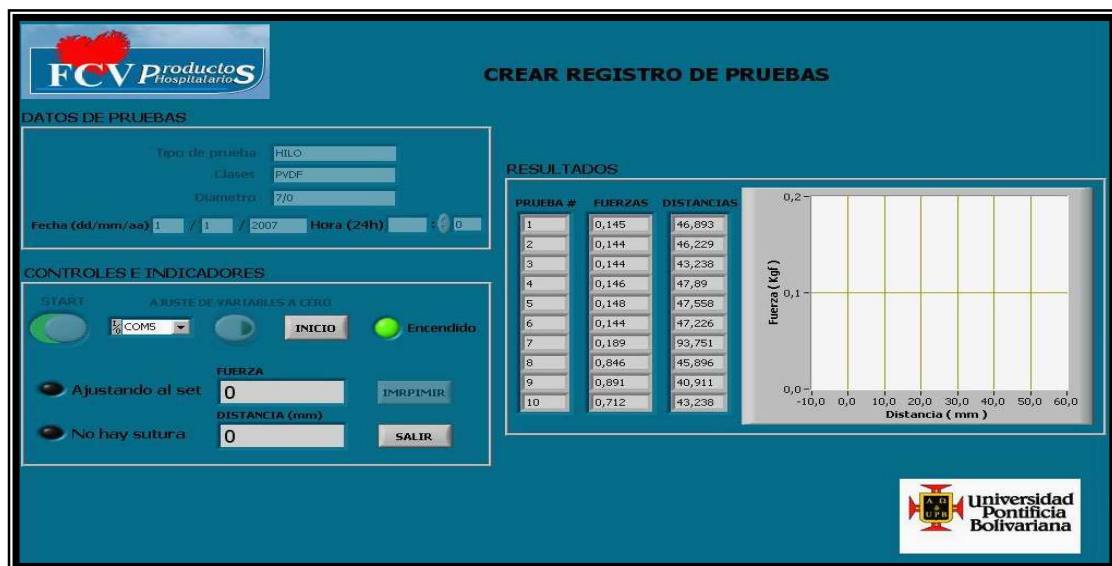 FCV ProductoS
Hospitalarios
CREAR REGISTRO DE PRUEBAS
DATOS DE PRUEBAS
Tipo de prueba HILO
Clases PVDF
Diametro 7/0
Fecha (dd/mm/aa) 1 / 1 / 2007 Hora (24h) : 0
CONTROLES E INDICADORES
START AJUSTE DE VARIABLES A CERO
I/O COM5 INICIO Encendido
FUERZA
Ajustando al set 0 IMRPIMIR
DISTANCIA (mm)
No hay sutura 0 SALIR
RESULTADOS
PRUEBA # FUERZAS DISTANCIAS
1 0,145 46,893
2 0,144 46,229
3 0,144 43,238
4 0,146 47,89
5 0,148 47,558
6 0,144 47,226
7 0,189 93,751
8 0,846 45,896
9 0,891 40,911
10 0,712 43,238
Fuerza ( Kgf )
0,2
0,1
0,0
-10,0 0,0 10,0 20,0 30,0 40,0 50,0 60,0
Distancia ( mm )
A Ω
UPB
Universidad
Pontificia
Bolivariana